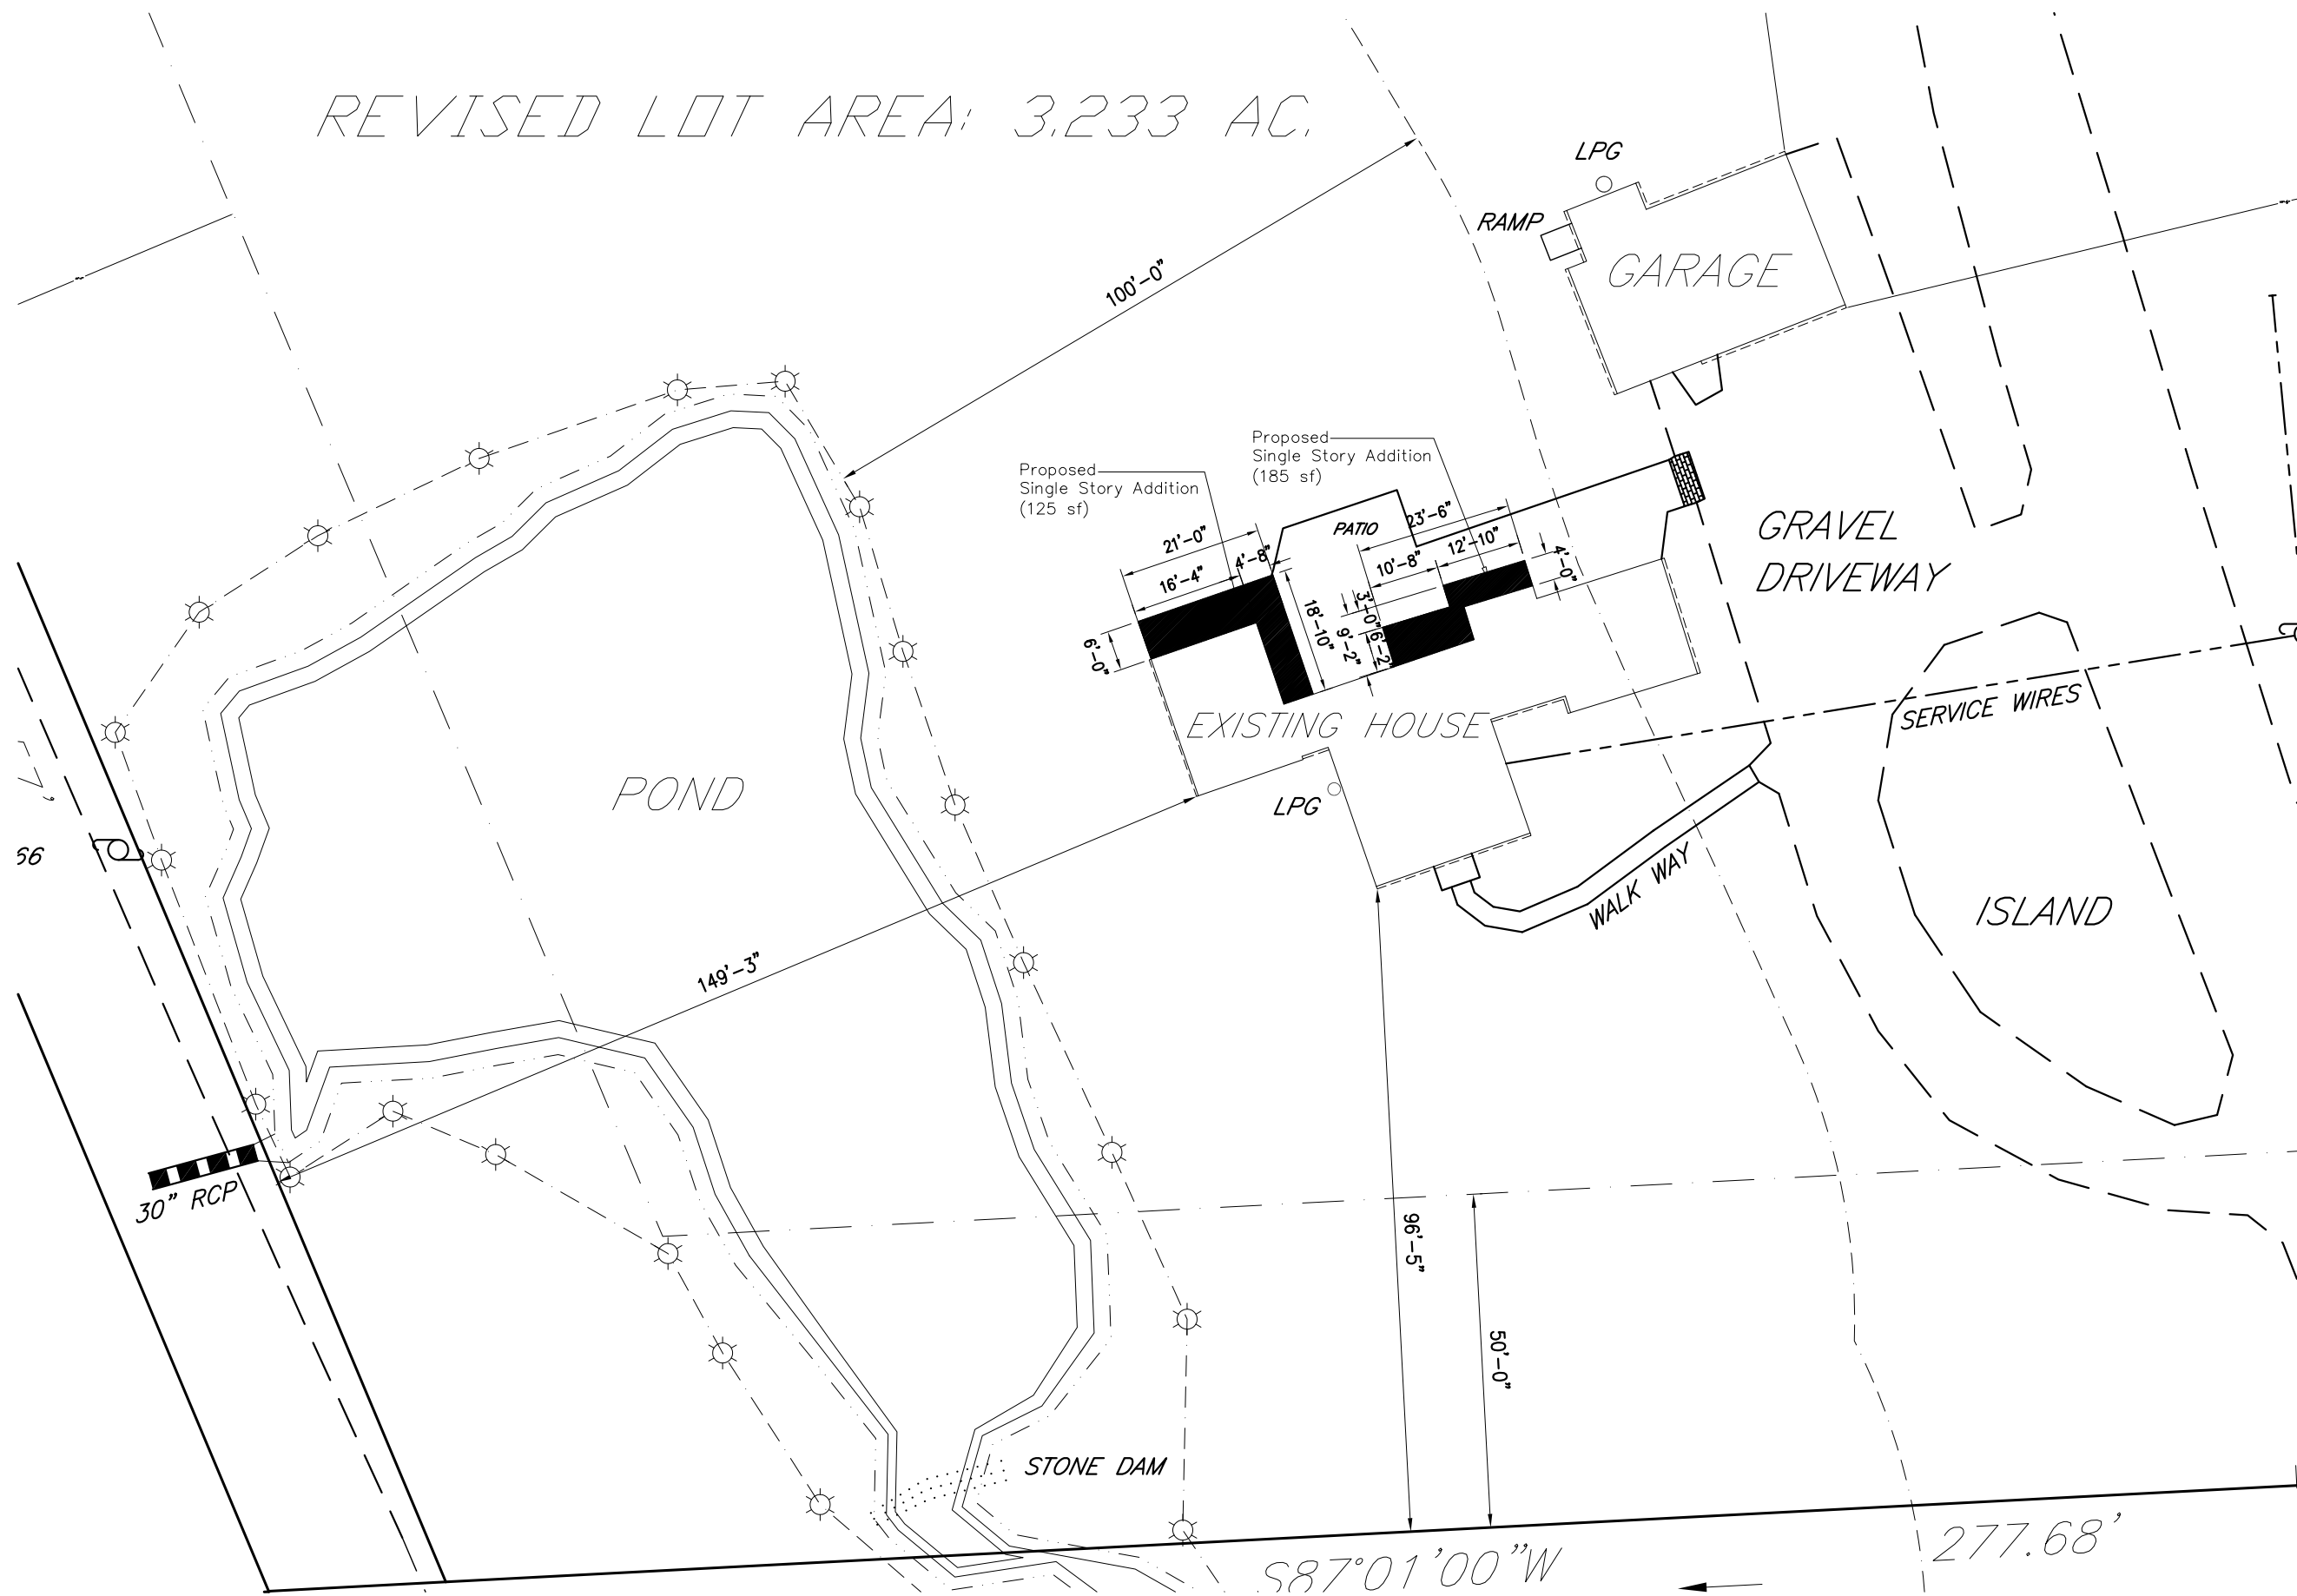 REVISED LOT AREA: 3.233 AC.
LPG
RAMP
GARAGE
100'-0"
Proposed
Single Story Addition
(185 sf)
Proposed
Single Story Addition
(125 sf)
PATIO
23'-6"
21'-0"
12'-10"
4'-8"
10'-8"
16'-4"
4'-0"
3'-0"
18'-10"
9'-2"
6'-2"
6'-0"
GRAVEL
DRIVEWAY
SERVICE WIRES
EXISTING HOUSE
POND
LPG
56
WALK WAY
ISLAND
149'-3"
30" RCP
96'-5"
50'-0"
STONE DAM
S87°01'00"W
277.68'